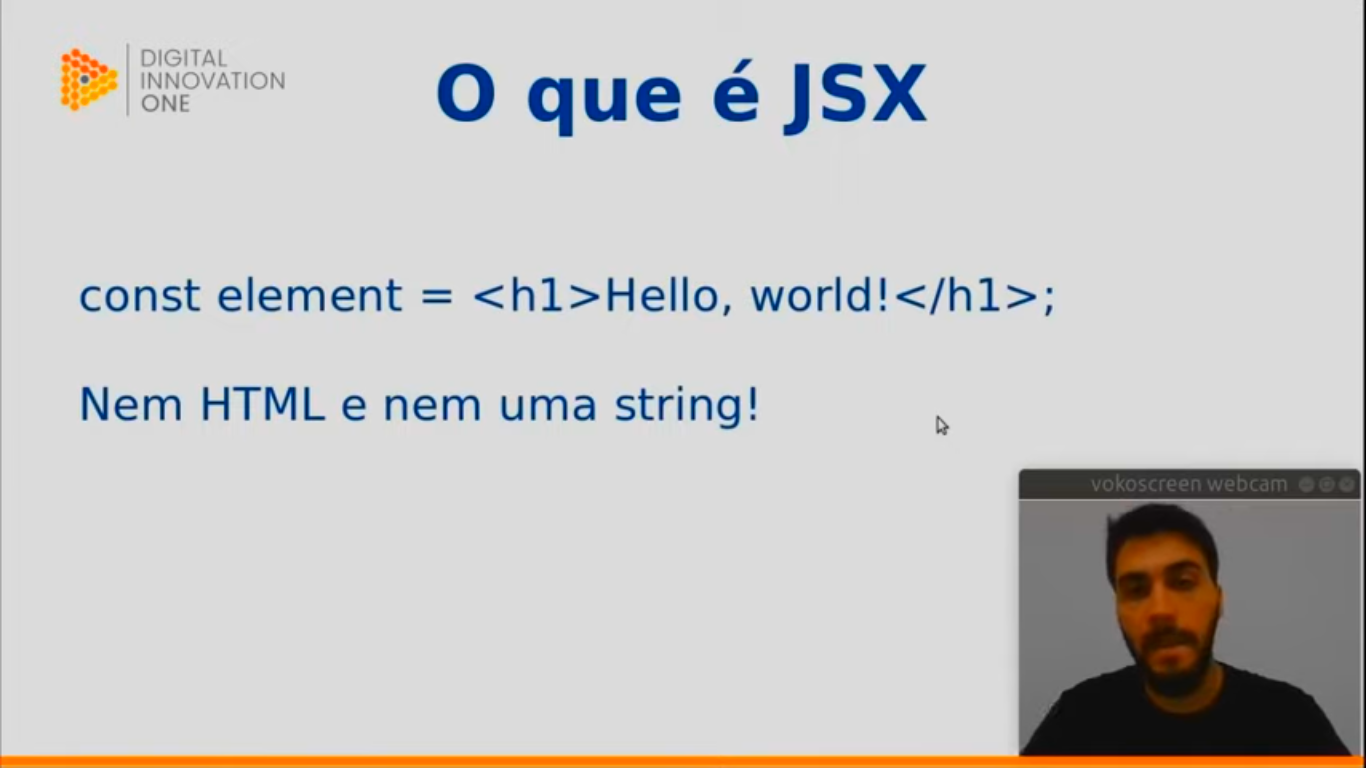 DIGITAL
INNOVATION
ONE
O que é JSX
const element = <h1>Hello, world!</h1>;
Nem HTML e nem uma string!
vokoscreen webcam